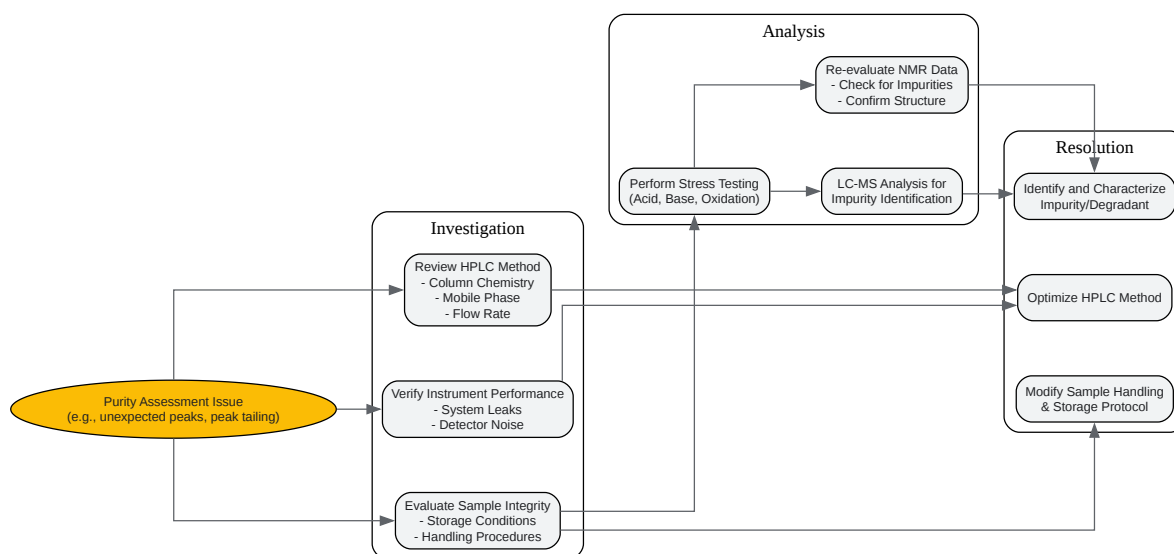 Analysis
Re-evaluate NMR Data
- Check for Impurities
- Confirm Structure
Perform Stress Testing
(Acid, Base, Oxidation)
LC-MS Analysis for
Impurity Identification
Resolution
Identify and Characterize
Impurity/Degradant
Optimize HPLC Method
Modify Sample Handling
& Storage Protocol
Investigation
Review HPLC Method
- Column Chemistry
- Mobile Phase
- Flow Rate
Verify Instrument Performance
- System Leaks
- Detector Noise
Evaluate Sample Integrity
- Storage Conditions
- Handling Procedures
Purity Assessment Issue
(e.g., unexpected peaks, peak tailing)